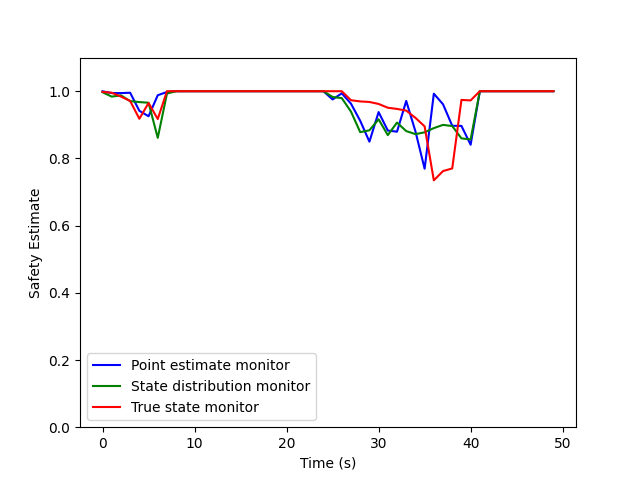 1.0
0.8
0.6
0.4
0.2
0.0
Safety Estimate
Point estimate monitor
State distribution monitor
True state monitor
0 10 20 30 40 50
Time (s)